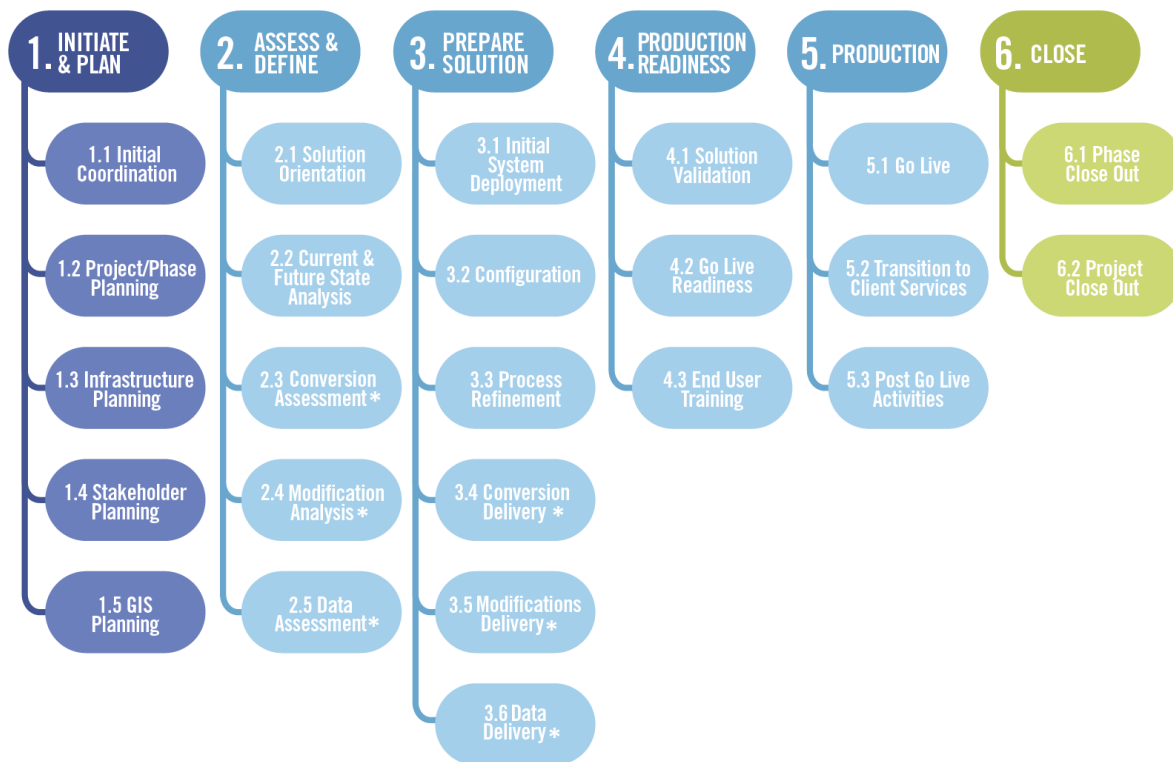 1. INITIATE
& PLAN
1.1 Initial
Coordination
1.2 Project/Phase
Planning
1.3 Infrastructure
Planning
1.4 Stakeholder
Planning
1.5 GIS
Planning
2. ASSESS &
DEFINE
2.1 Solution
Orientation
2.2 Current &
Future State
Analysis
2.3 Conversion
Assessment*
2.4 Modification
Analysis*
2.5 Data
Assessment*
3. PREPARE
SOLUTION
3.1 Initial
System
Deployment
3.2 Configuration
3.3 Process
Refinement
3.4 Conversion
Delivery *
3.5 Modifications
Delivery*
3.6 Data
Delivery*
4. PRODUCTION
READINESS
4.1 Solution
Validation
4.2 Go Live
Readiness
4.3 End User
Training
5. PRODUCTION
5.1 Go Live
5.2 Transition to
Client Services
5.3 Post Go Live
Activities
6. CLOSE
6.1 Phase
Close Out
6.2 Project
Close Out